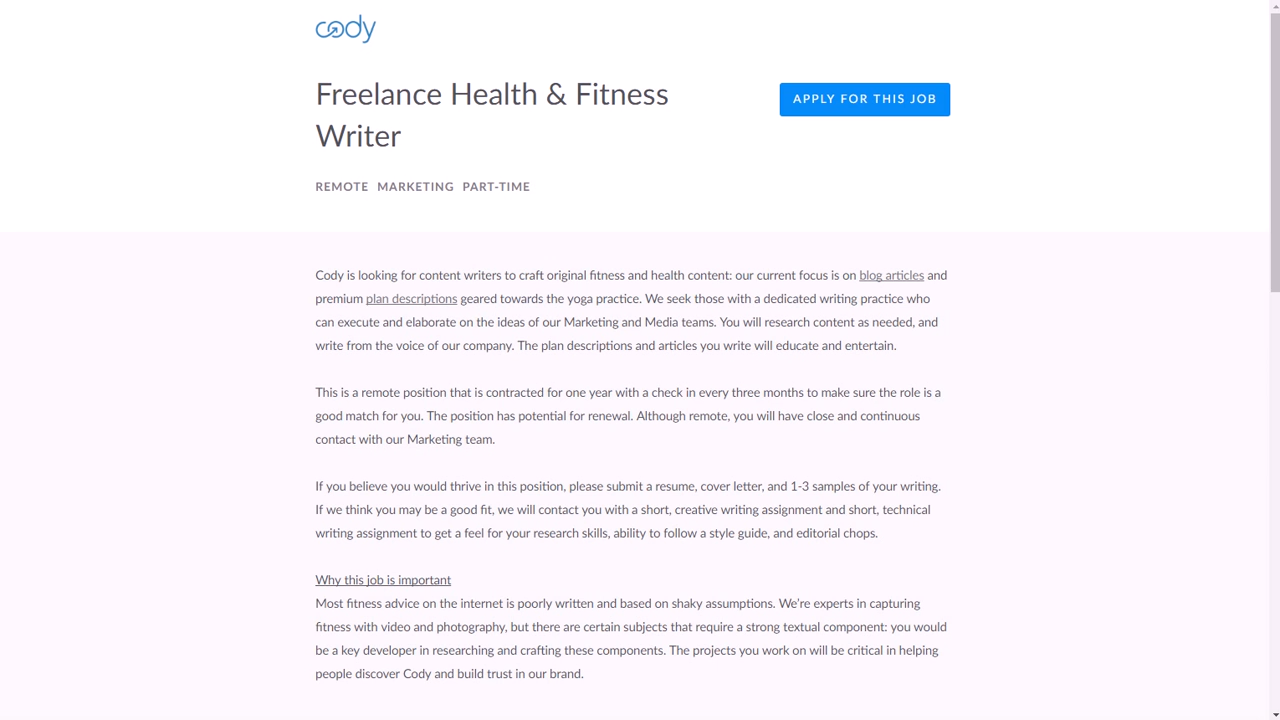 cody
Freelance Health & Fitness
Writer
APPLY FOR THIS JOB
REMOTE MARKETING PART-TIME
Cody is looking for content writers to craft original fitness and health content: our current focus is on blog articles and
premium plan descriptions geared towards the yoga practice. We seek those with a dedicated writing practice who
can execute and elaborate on the ideas of our Marketing and Media teams. You will research content as needed, and
write from the voice of our company. The plan descriptions and articles you write will educate and entertain.
This is a remote position that is contracted for one year with a check in every three months to make sure the role is a
good match for you. The position has potential for renewal. Although remote, you will have close and continuous
contact with our Marketing team.
If you believe you would thrive in this position, please submit a resume, cover letter, and 1-3 samples of your writing.
If we think you may be a good fit, we will contact you with a short, creative writing assignment and short, technical
writing assignment to get a feel for your research skills, ability to follow a style guide, and editorial chops.
Why this job is important
Most fitness advice on the internet is poorly written and based on shaky assumptions. We're experts in capturing
fitness with video and photography, but there are certain subjects that require a strong textual component: you would
be a key developer in researching and crafting these components. The projects you work on will be critical in helping
people discover Cody and build trust in our brand.